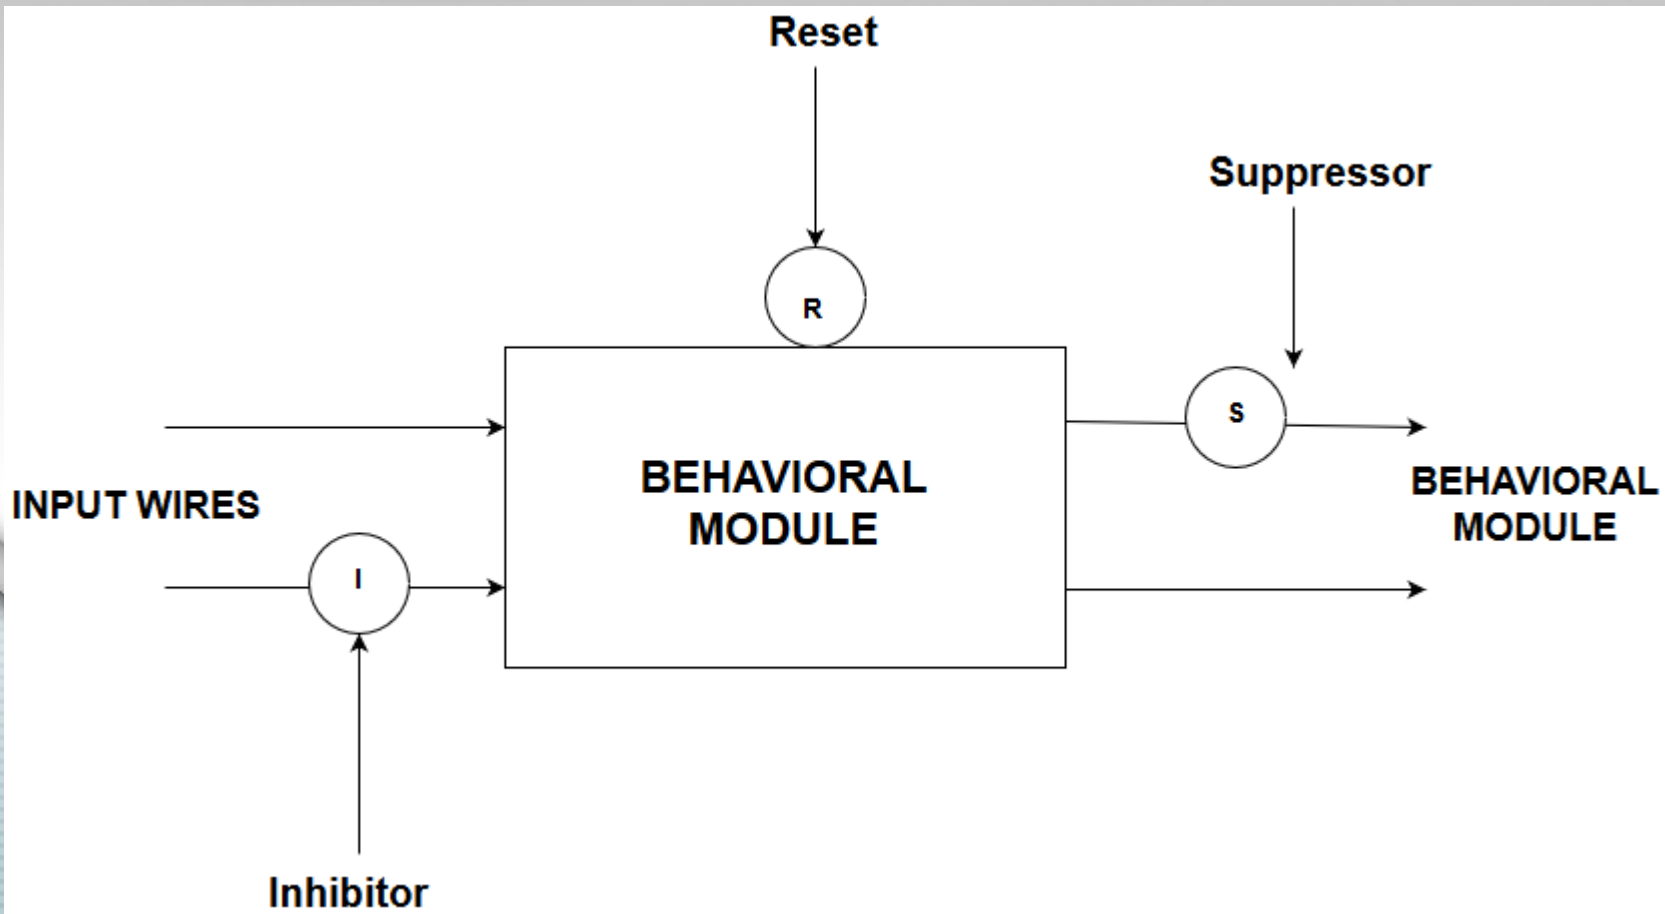 Reset
Suppressor
R
S
BEHAVIORAL
MODULE
INPUT WIRES
BEHAVIORAL
MODULE
I
Inhibitor